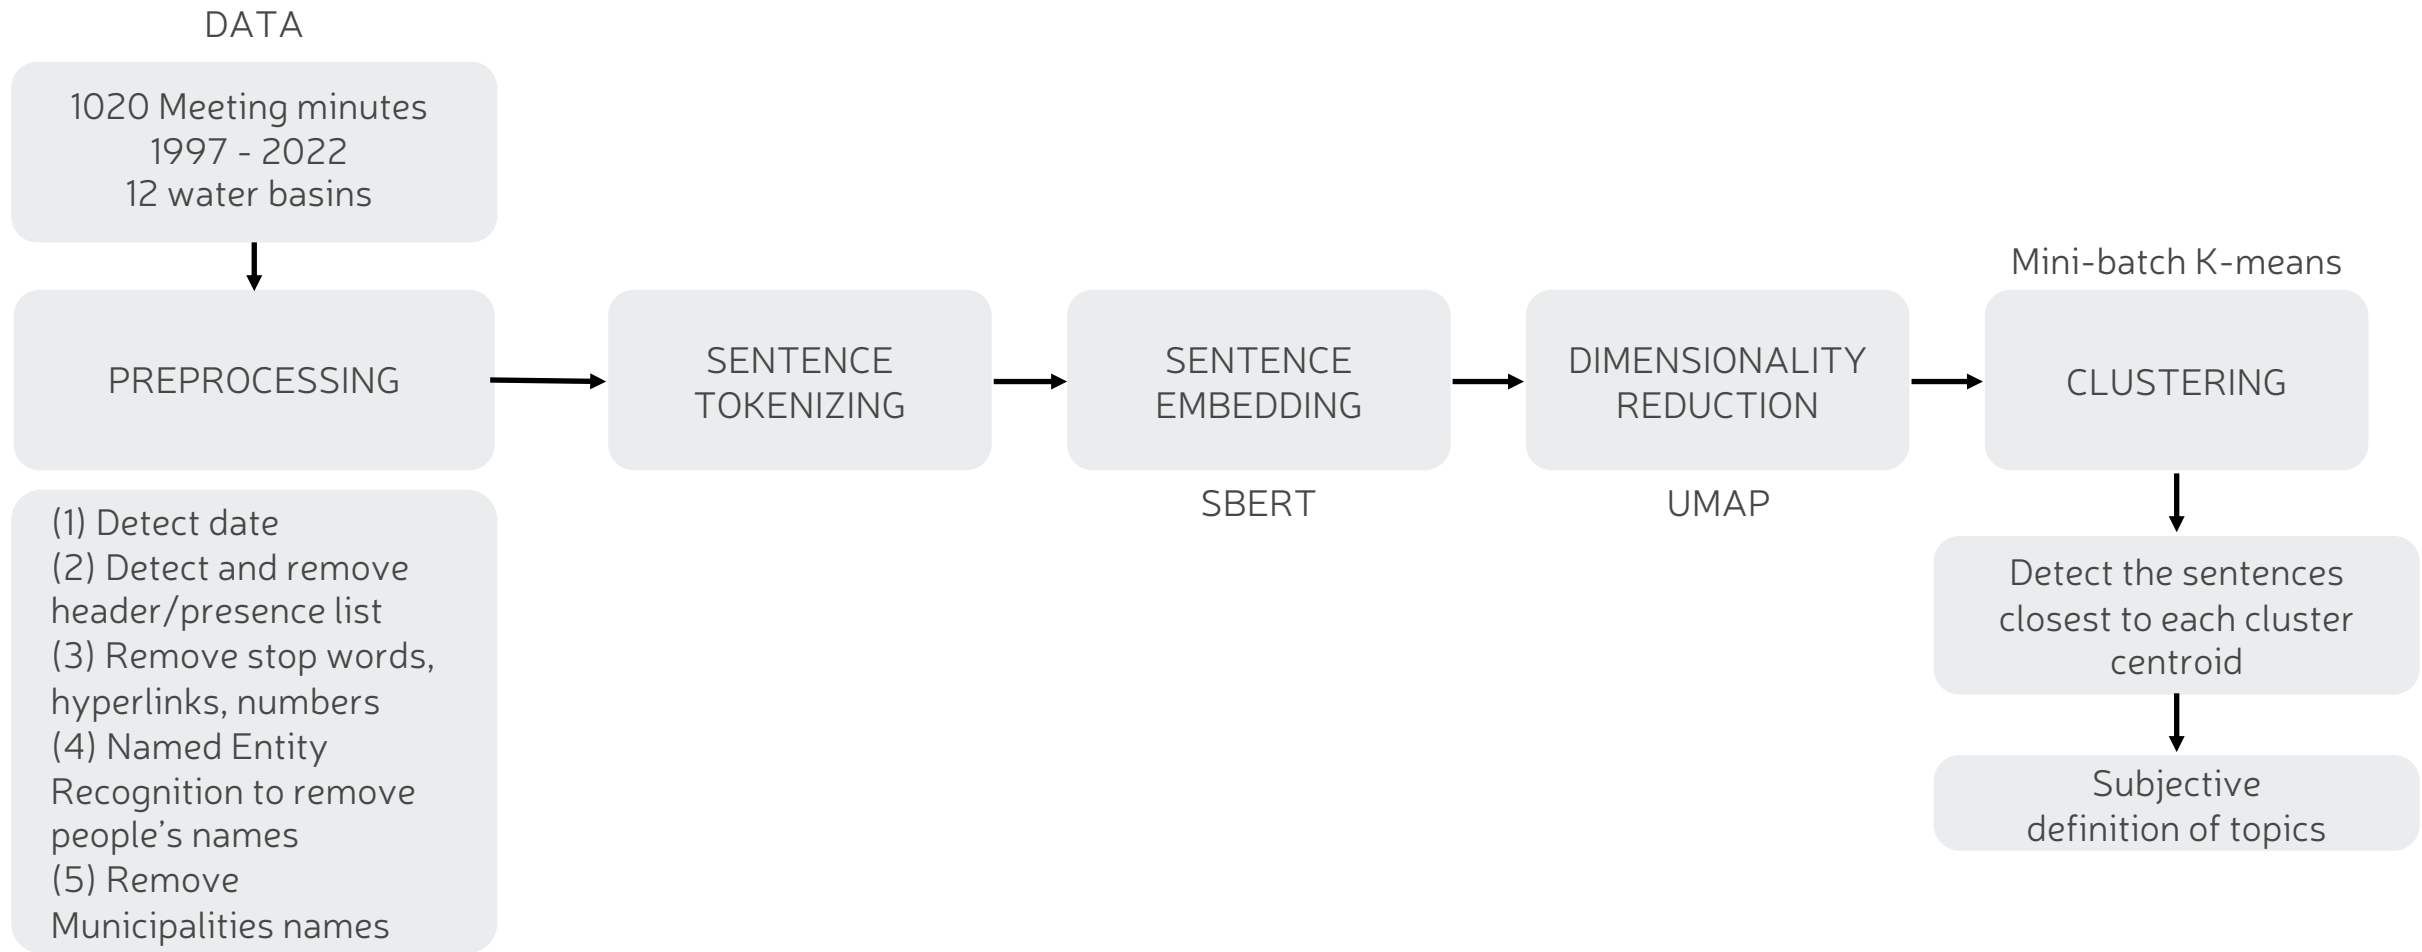 DATA
1020 Meeting minutes
1997 - 2022
12 water basins
PREPROCESSING
(1) Detect date
(2) Detect and remove
header/presence list
(3) Remove stop words,
hyperlinks, numbers
(4) Named Entity
Recognition to remove
people’s names
(5) Remove
Municipalities names
SENTENCE
TOKENIZING
SENTENCE
EMBEDDING
SBERT
DIMENSIONALITY
REDUCTION
UMAP
Mini-batch K-means
CLUSTERING
Detect the sentences
closest to each cluster
centroid
Subjective
definition of topics